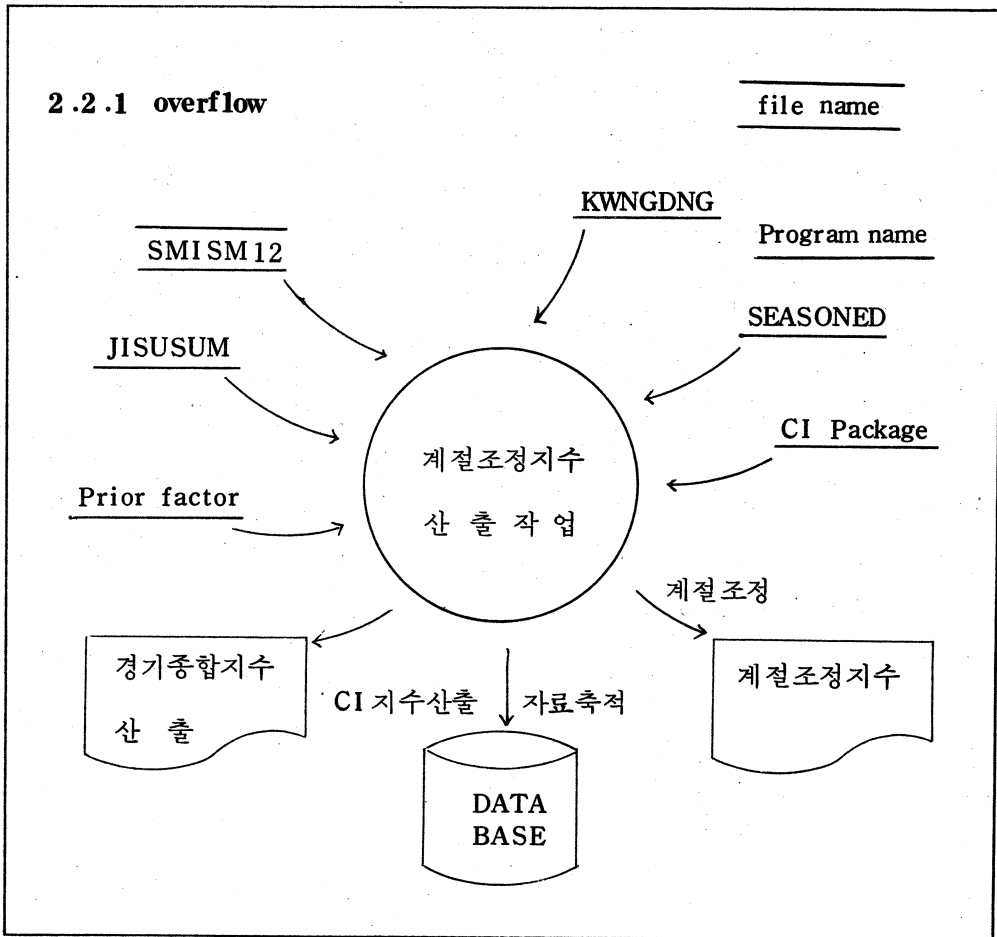 2.2.1 overflow
file name
KWNGDNG
SMISM12
Program name
SEASONED
JISUSUM
CI Package
계절조정지수
산 출 작 업
Prior factor
계절조정
경기종합지수
산 출
CI 지수산출
자료축적
계절조정지수
DATA
BASE